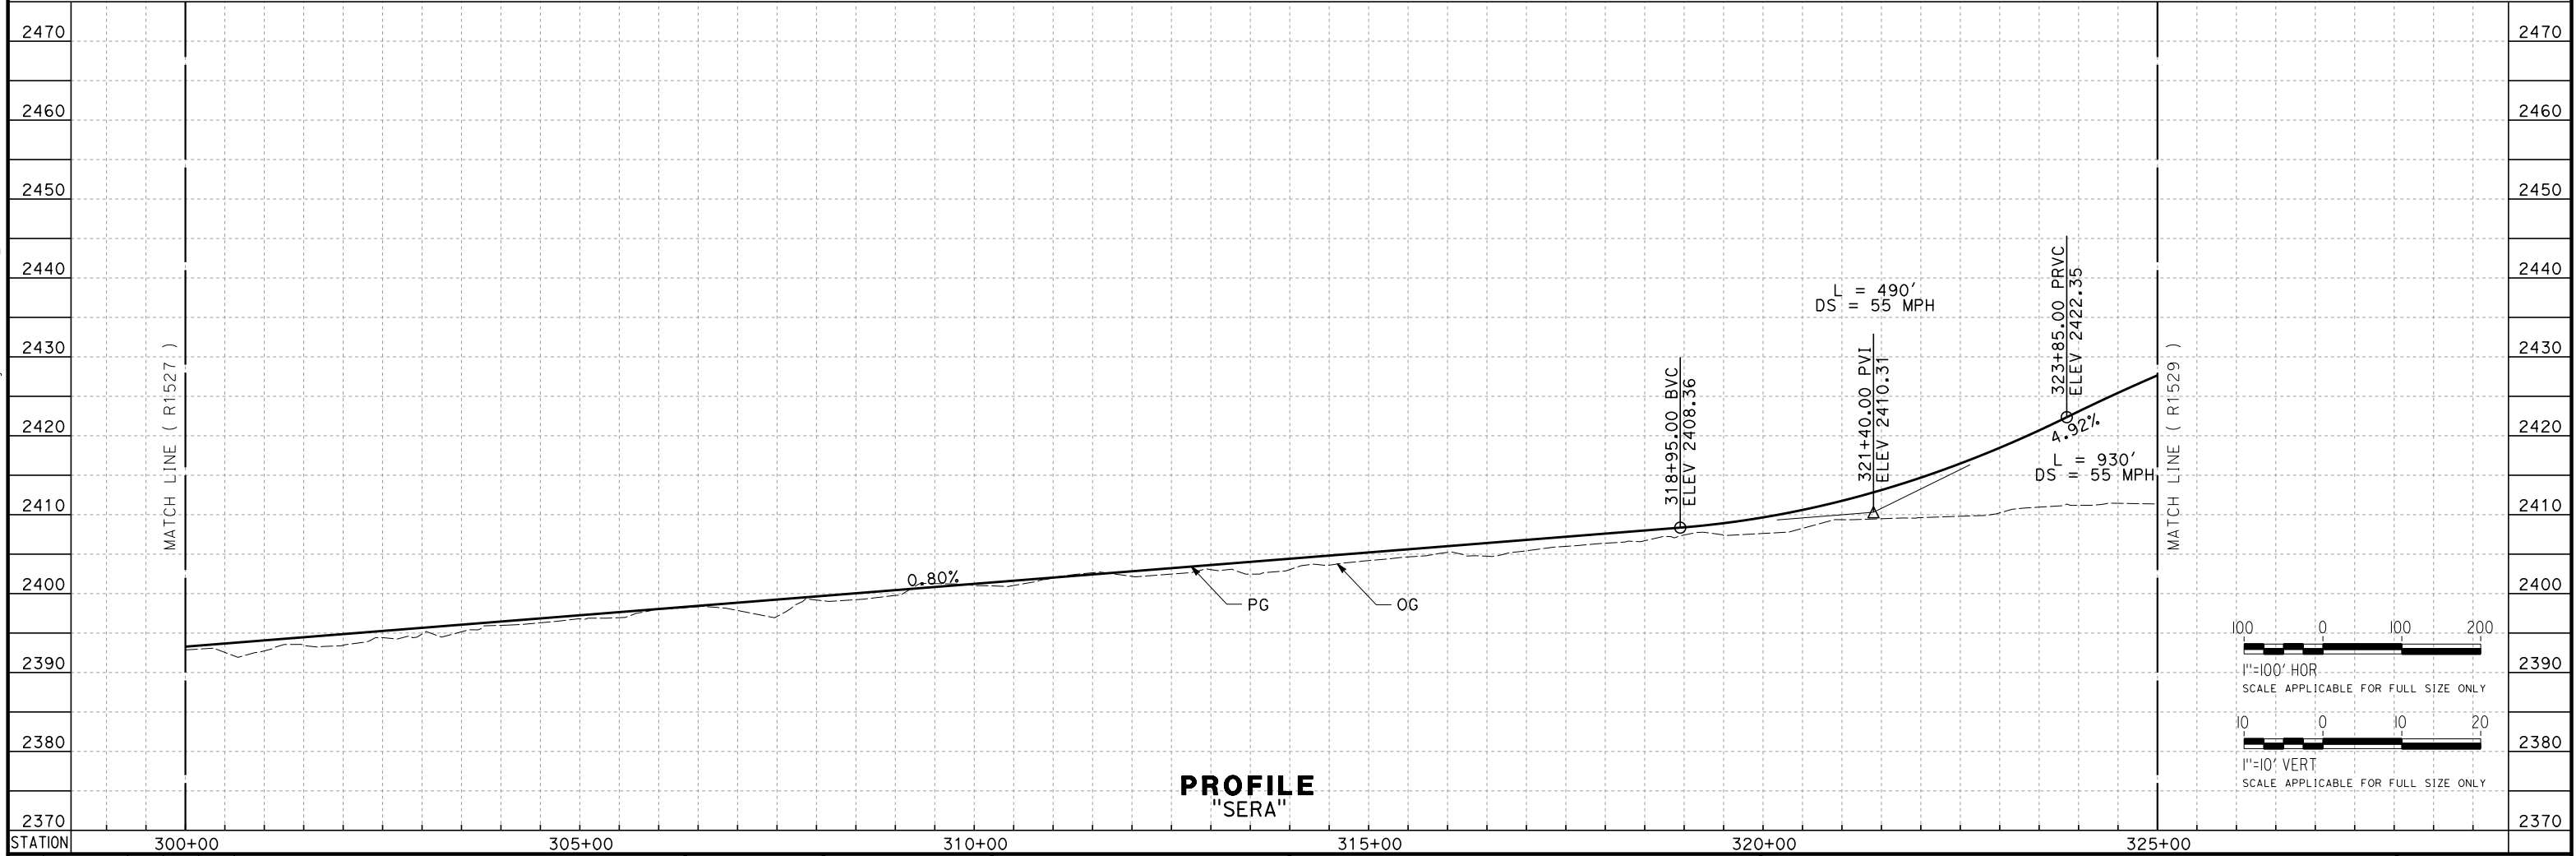 2470
2460
2450
2440
2430
2420
2410
2400
2390
2380
2370
STATION
MATCH LINE ( R1527 )
0.80%
PG
OG
318+95.00 BVC
ELEV 2408.36
L = 490'
DS = 55 MPH
321+40.00 PVI
ELEV 2410.31
323+85.00 PRVC
ELEV 2422.35
4.92%
L = 930'
DS = 55 MPH
MATCH LINE ( R1529 )
2470
2460
2450
2440
2430
2420
2410
2400
2390
2380
2370
100 0 100 200
1"=100' HOR
SCALE APPLICABLE FOR FULL SIZE ONLY
10 0 10 20
1"=10' VERT
SCALE APPLICABLE FOR FULL SIZE ONLY
PROFILE
"SERA"
300+00 305+00 310+00 315+00 320+00 325+00